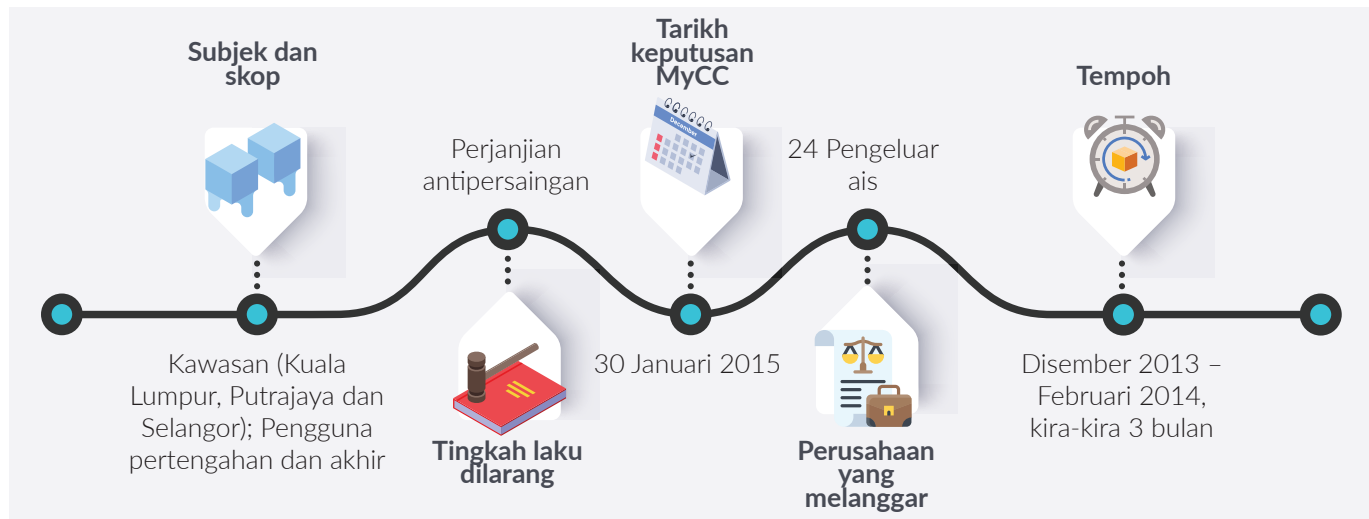 Subjek dan
skop
Kawasan (Kuala
Lumpur, Putrajaya dan
Selangor); Pengguna
pertengahan dan akhir
Perjanjian
antipersaingan
Tingkah laku
dilarang
Tarikh
keputusan
MyCC
December
30 Januari 2015
24 Pengeluar
ais
Perusahaan
yang
melanggar
Tempoh
Disember 2013 –
Februari 2014,
kira-kira 3 bulan